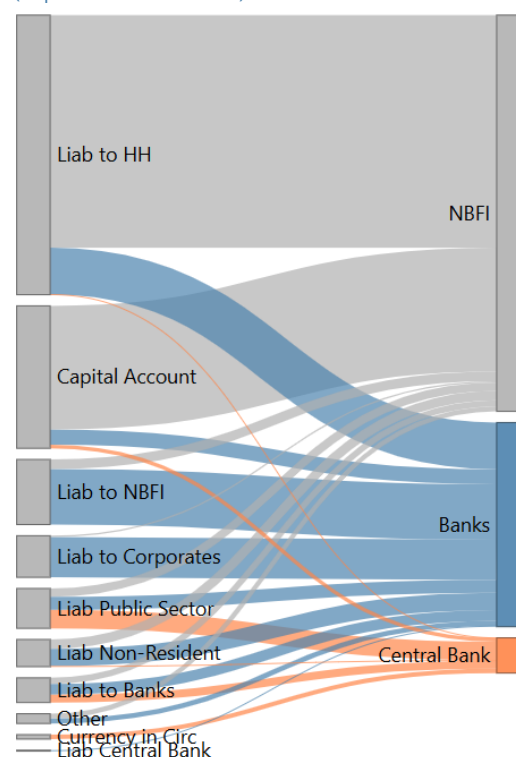 Liab to HH
NBFI
Capital Account
Liab to NBFI
Banks
Liab to Corporates
Liab Public Sector
Liab Non-Resident
Central Bank
Liab to Banks
Other
Currency in Circ
Liab Central Bank